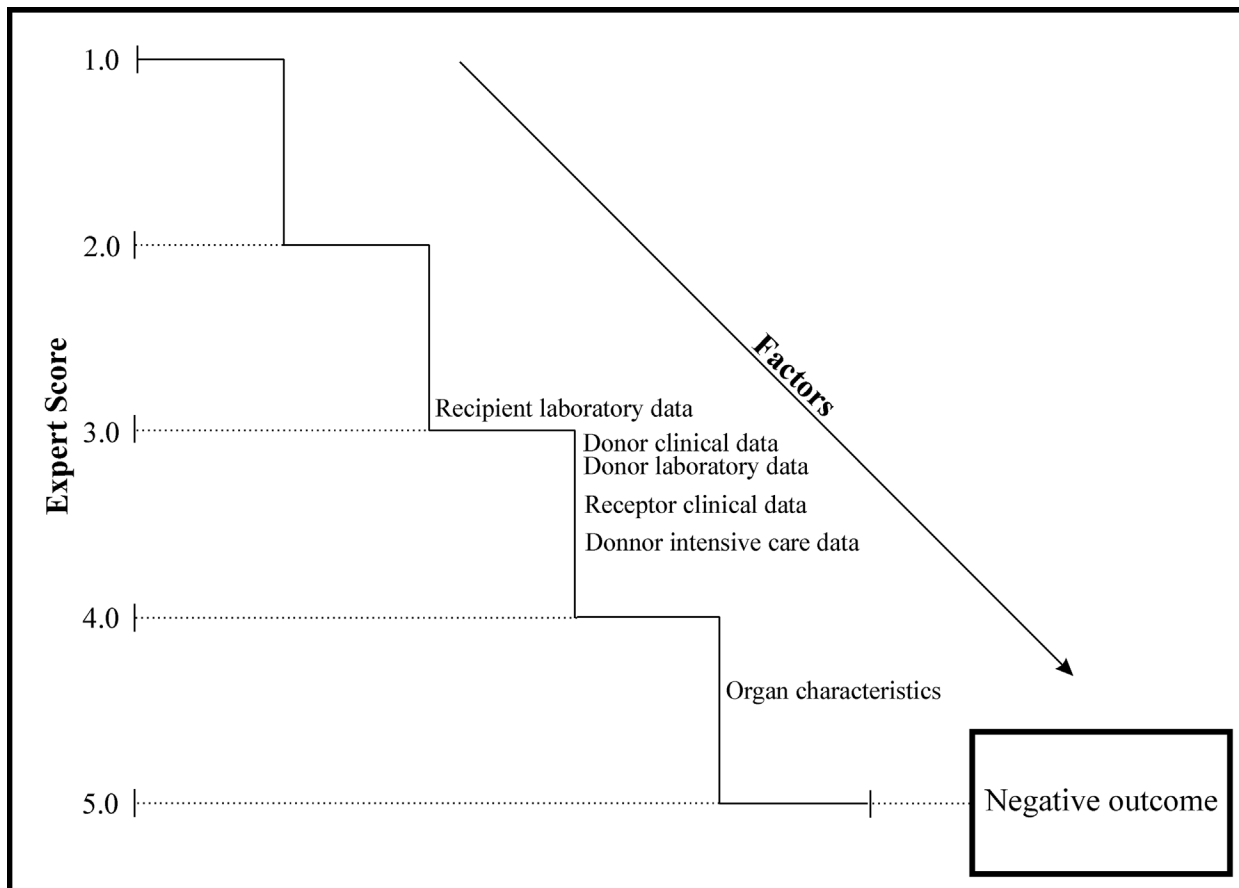 1.0
2.0
Factors
Expert Score
Recipient laboratory data
3.0
Donor clinical data
Donor laboratory data
Receptor clinical data
Donnor intensive care data
4.0
Organ characteristics
5.0
Negative outcome